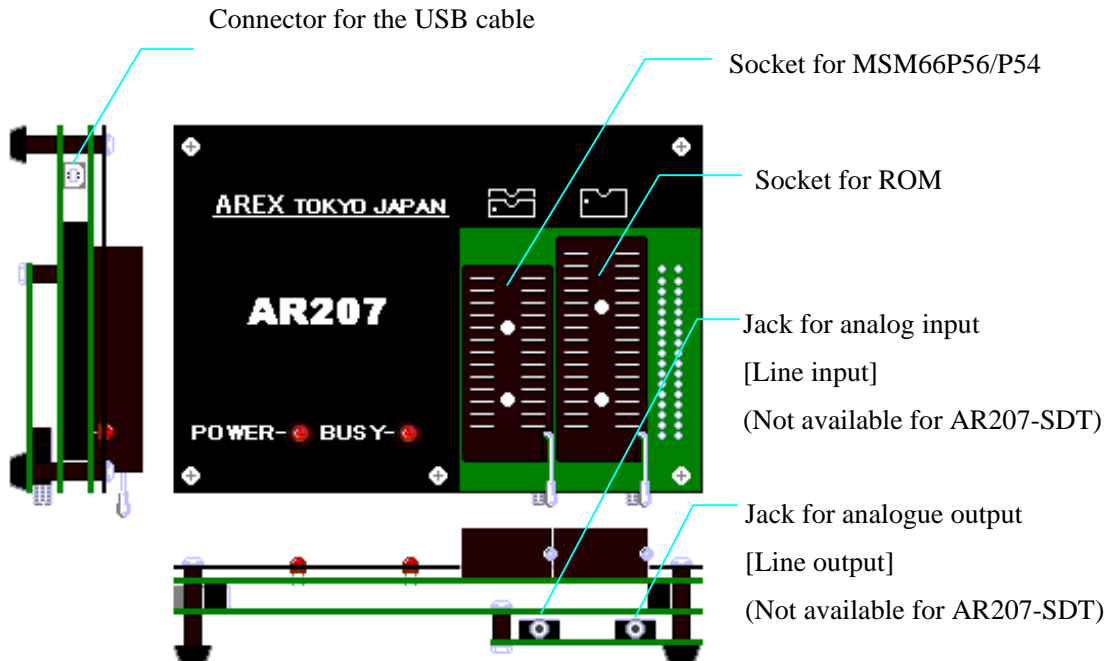 Connector for the USB cable
Socket for MSM66P56/P54
Socket for ROM
AREX TOKYO JAPAN
AR207
Jack for analog input
[Line input]
(Not available for AR207-SDT)
POWER- BUSY-
Jack for analogue output
[Line output]
(Not available for AR207-SDT)